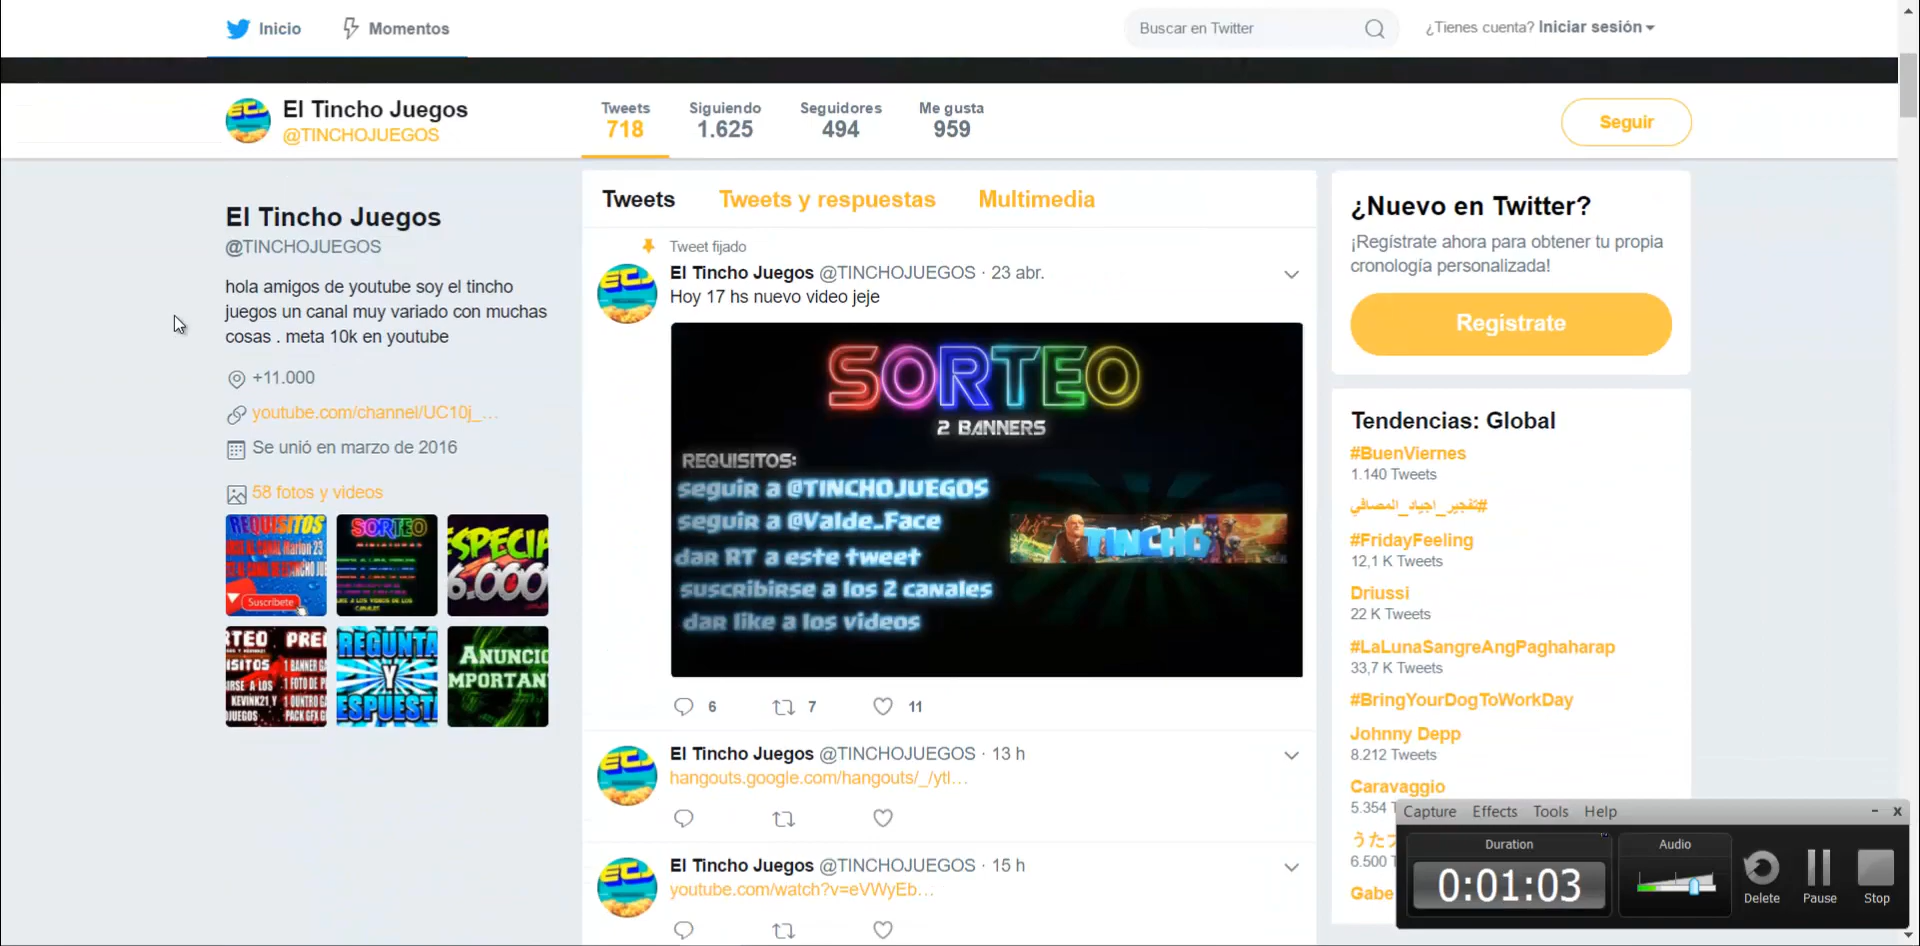 Inicio
Momentos
Buscar en Twitter
¿Tienes cuenta? Iniciar sesión
El Tincho Juegos
@TINCHOJUEGOS
Tweets
718
Siguiendo
1.625
Seguidores
494
Me gusta
959
Seguir
El Tincho Juegos
@TINCHOJUEGOS
hola amigos de youtube soy el tincho
juegos un canal muy variado con muchas
cosas . meta 10k en youtube
+11.000
youtube.com/channel/UC10j_...
Se unió en marzo de 2016
58 fotos y videos
REQUISITOS
Marlon 23
Suscribete
SORTEO
ESPECIA
6.000
RTEO PREI
ISITOS 1 BANNER GA
IRSE A LOS 1 FOTO DE P
KEVINK21 Y 1 OUNTRO GA
JUEGOS PACK GFX G
REGUNTA
Y
ESPUEST
ANUNCIO
MPORTAN
Tweets
Tweets y respuestas
Multimedia
Tweet fijado
El Tincho Juegos @TINCHOJUEGOS · 23 abr.
Hoy 17 hs nuevo video jeje
SORTEO
2 BANNERS
REQUISITOS:
seguir a @TINCHOJUEGOS
seguir a @Valde_Face
dar RT a este tweet
suscribirse a los 2 canales
dar like a los videos
TINCHO
6
7
11
El Tincho Juegos @TINCHOJUEGOS · 13 h
hangouts.google.com/hangouts/_/ytl...
El Tincho Juegos @TINCHOJUEGOS · 15 h
youtube.com/watch?v=eVWyEb...
¿Nuevo en Twitter?
¡Regístrate ahora para obtener tu propia
cronología personalizada!
Regístrate
Tendencias: Global
#BuenViernes
1.140 Tweets
#تفجير_اجياد_المصافي
#FridayFeeling
12,1 K Tweets
Driussi
22 K Tweets
#LaLunaSangreAngPaghaharap
33,7 K Tweets
#BringYourDogToWorkDay
Johnny Depp
8.212 Tweets
Caravaggio
5.354 T
うた
6.500 T
Gabe
Capture Effects Tools Help
Duration
0:01:03
Audio
Delete
Pause
Stop